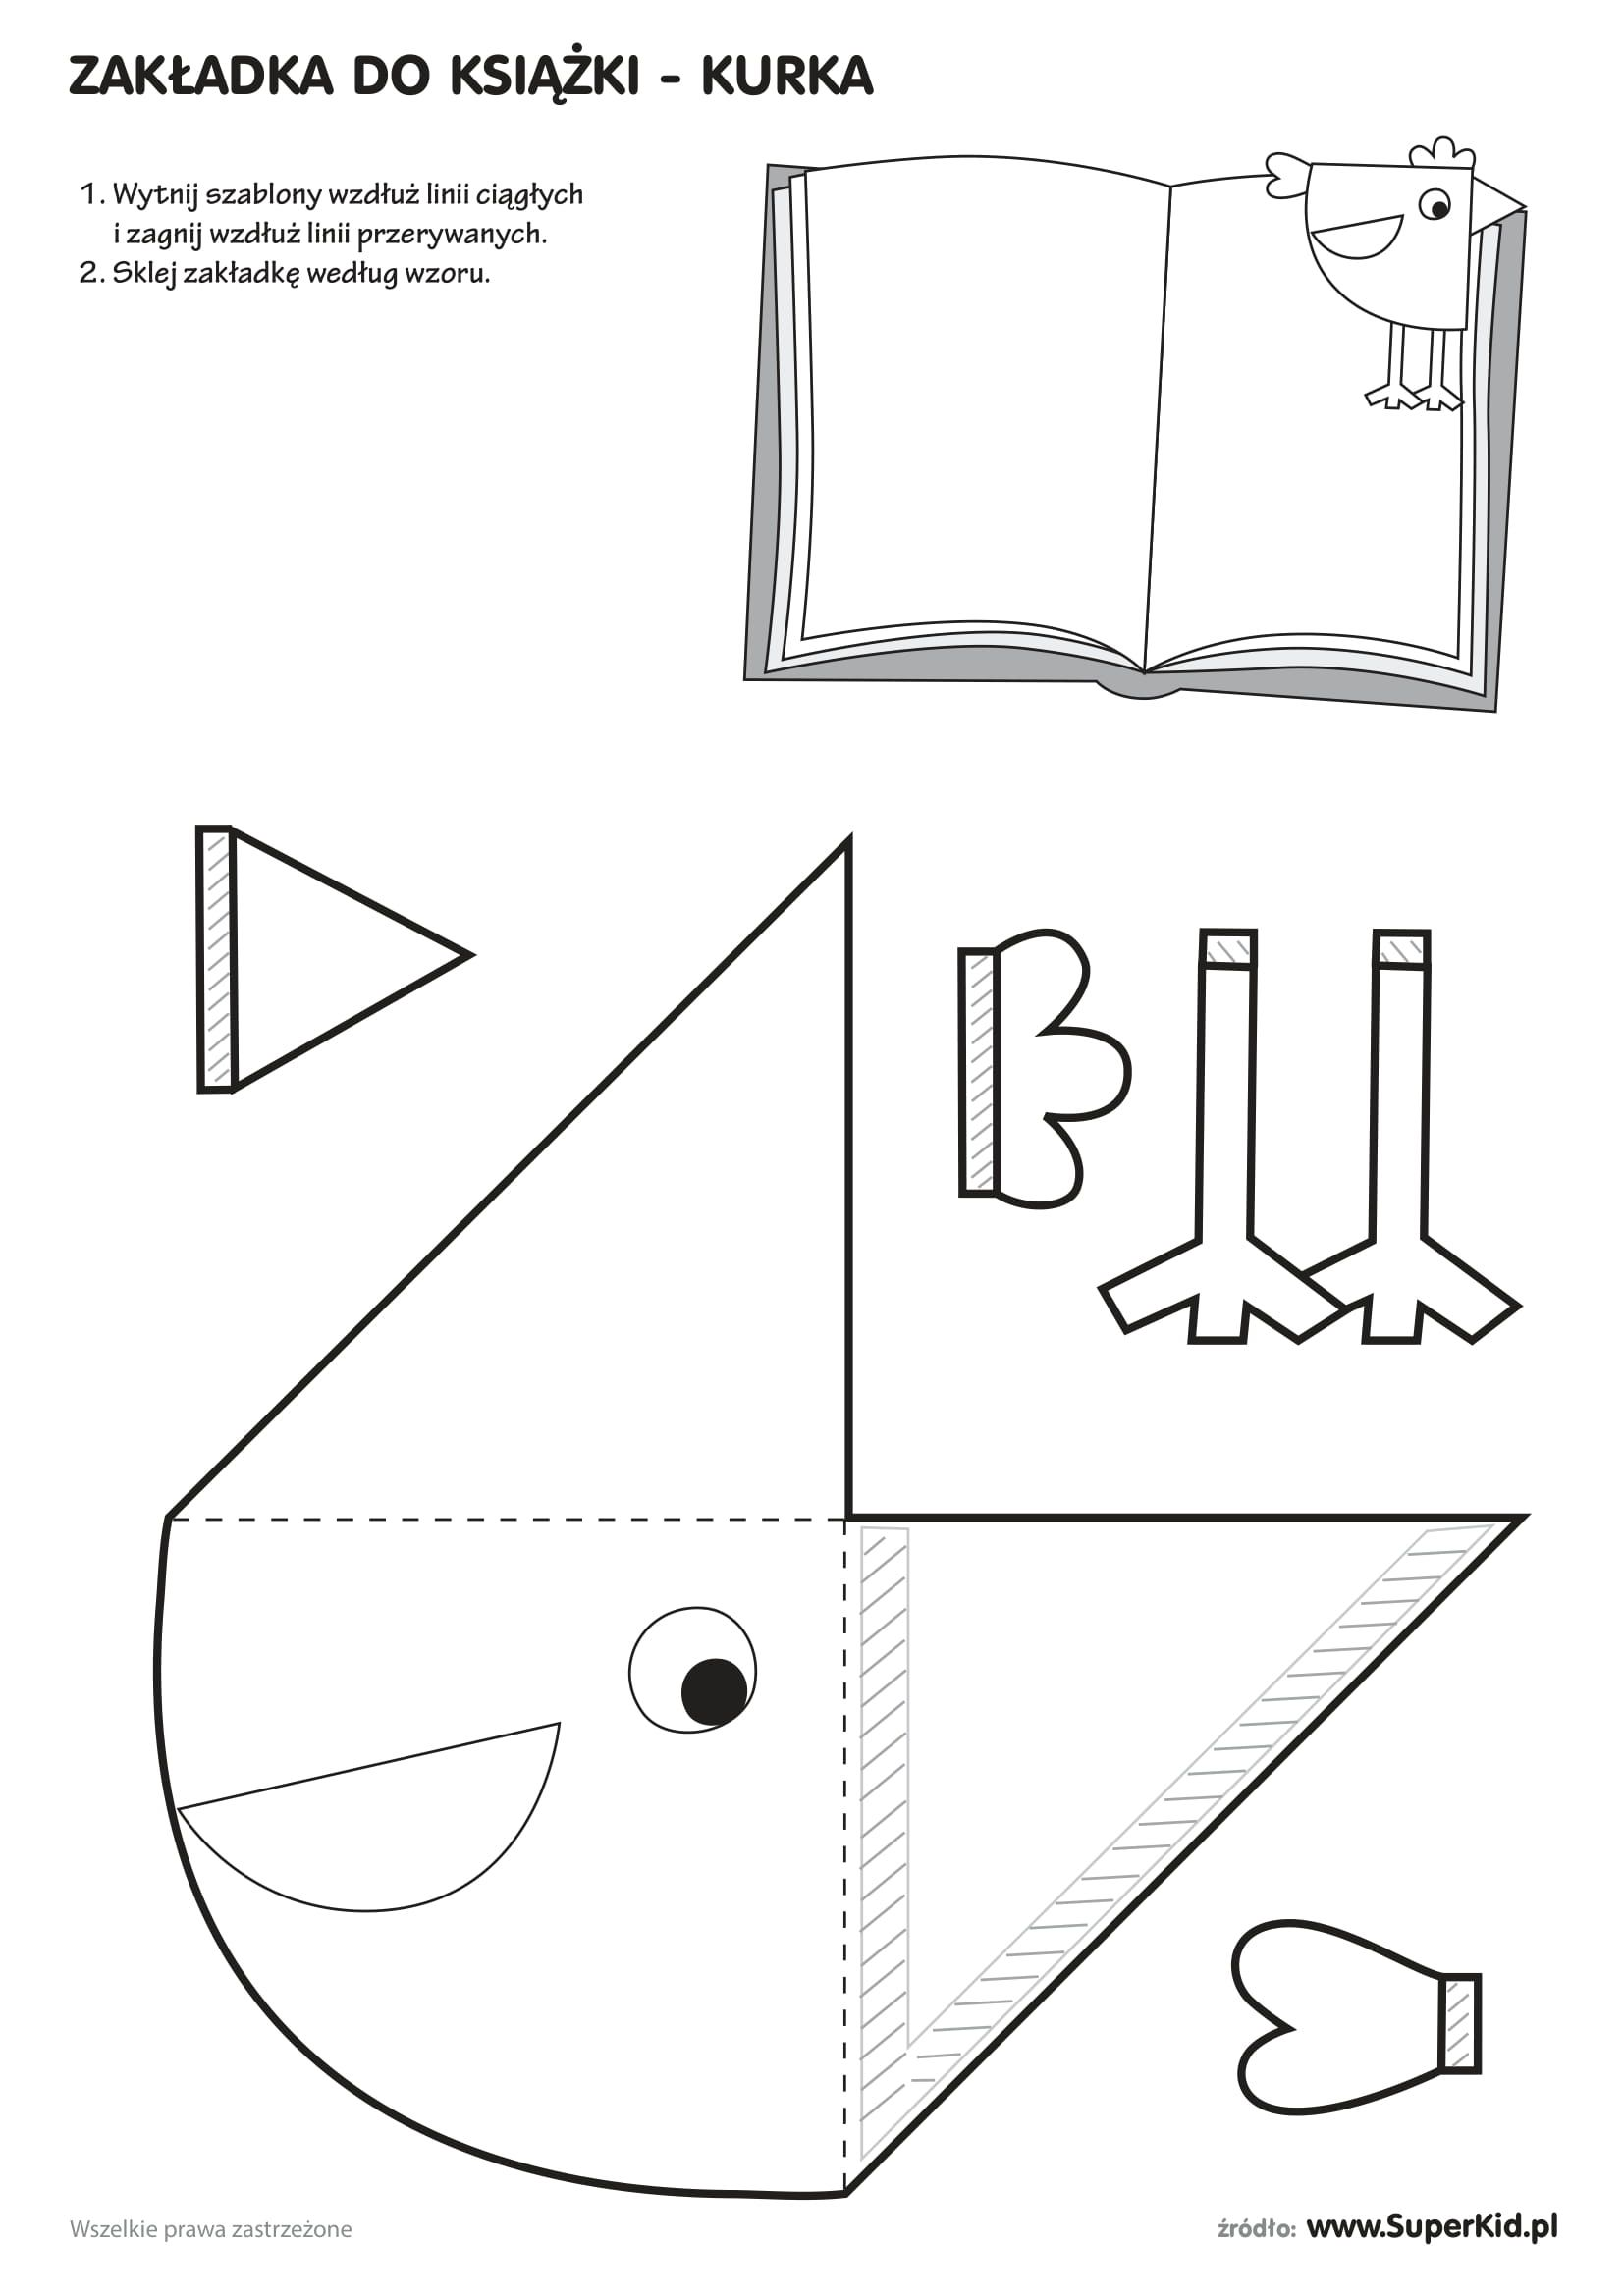 ZAKŁADKA DO KSIĄŻKI - KURKA
1. Wytnij szablony wzdłuż linii ciągłych
i zagnij wzdłuż linii przerywanych.
2. Sklej zakładkę według wzoru.
Wszelkie prawa zastrzeżone
źródło: www.SuperKid.pl